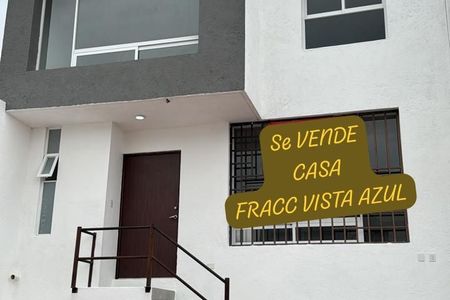 Se VENDE
CASA
FRACC VISTA AZUL